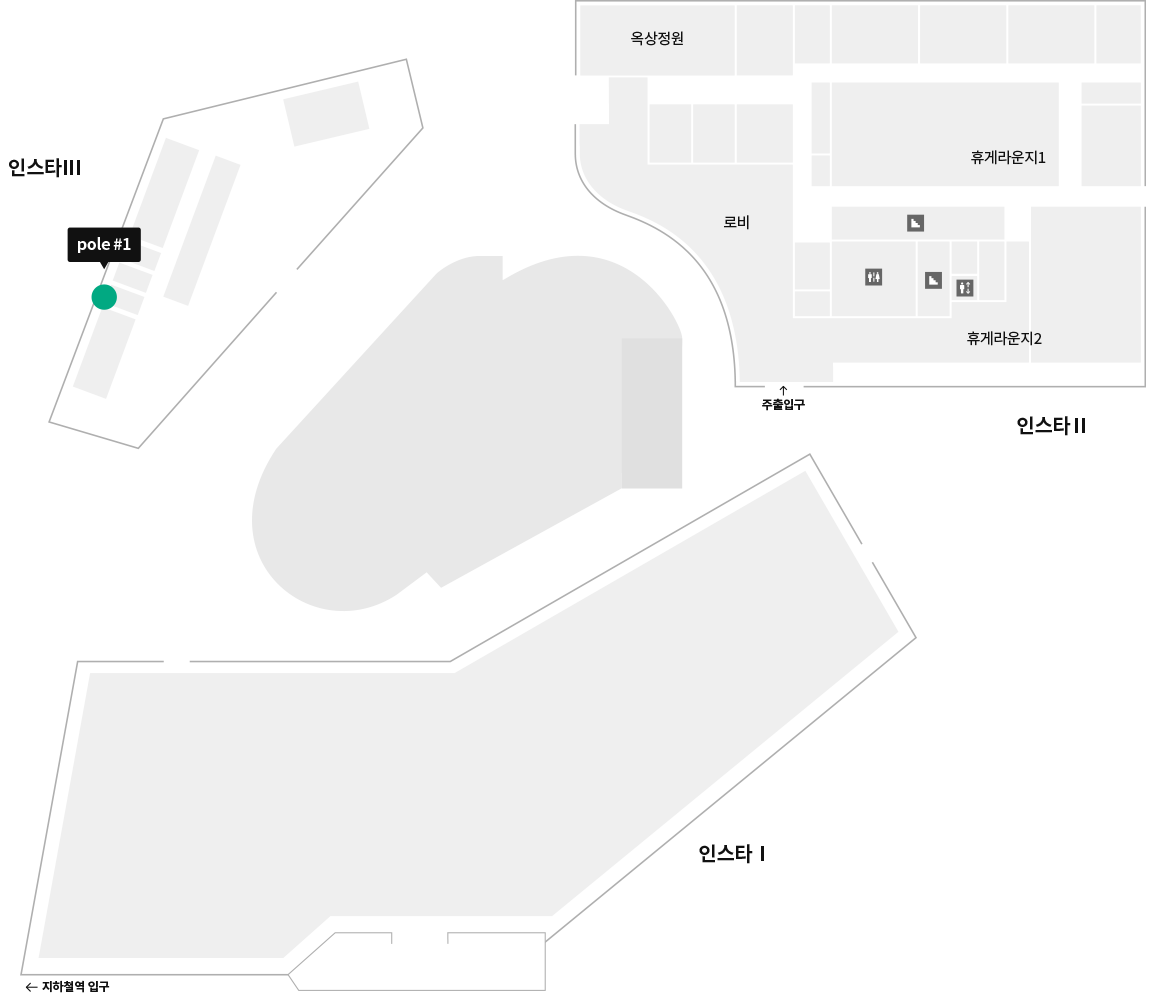 옥상정원
인스타III
휴게라운지1
로비
pole #1
휴게라운지2
주출입구
인스타II
인스타 I
← 지하철역 입구